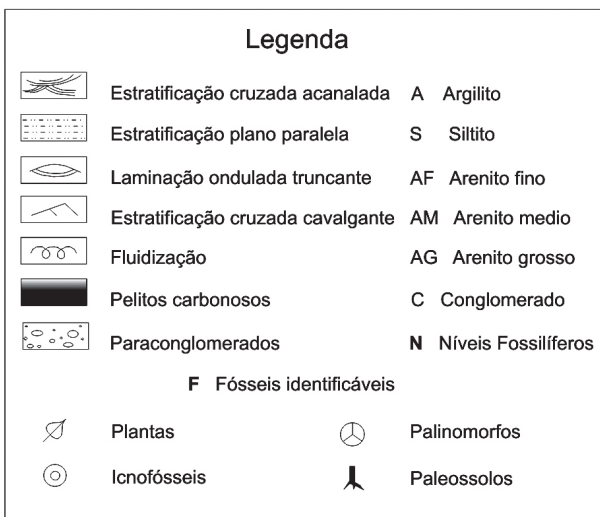 Legenda
Estratificação cruzada acanalada A Argilito
Estratificação plano paralela S Siltito
Laminação ondulada truncante AF Arenito fino
Estratificação cruzada cavalgante AM Arenito medio
Fluidização AG Arenito grosso
Pelitos carbonosos C Conglomerado
Paraconglomerados N Níveis Fossilíferos
F Fósseis identificáveis
Plantas Palinomorfos
Icnofósseis Paleossolos